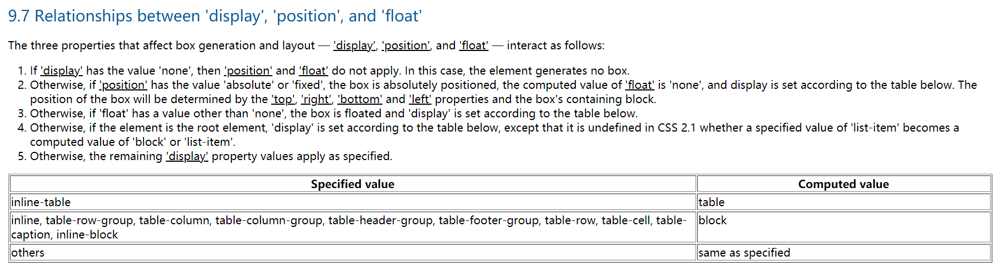 9.7 Relationships between 'display', 'position', and 'float'
The three properties that affect box generation and layout — 'display', 'position', and 'float' — interact as follows:
1. If 'display' has the value 'none', then 'position' and 'float' do not apply. In this case, the element generates no box.
2. Otherwise, if 'position' has the value 'absolute' or 'fixed', the box is absolutely positioned, the computed value of 'float' is 'none', and display is set according to the table below. The
position of the box will be determined by the 'top', 'right', 'bottom' and 'left' properties and the box's containing block.
3. Otherwise, if 'float' has a value other than 'none', the box is floated and 'display' is set according to the table below.
4. Otherwise, if the element is the root element, 'display' is set according to the table below, except that it is undefined in CSS 2.1 whether a specified value of 'list-item' becomes a
computed value of 'block' or 'list-item'.
5. Otherwise, the remaining 'display' property values apply as specified.
Specified value Computed value
inline-table table
inline, table-row-group, table-column, table-column-group, table-header-group, table-footer-group, table-row, table-cell, table- block
caption, inline-block
others same as specified